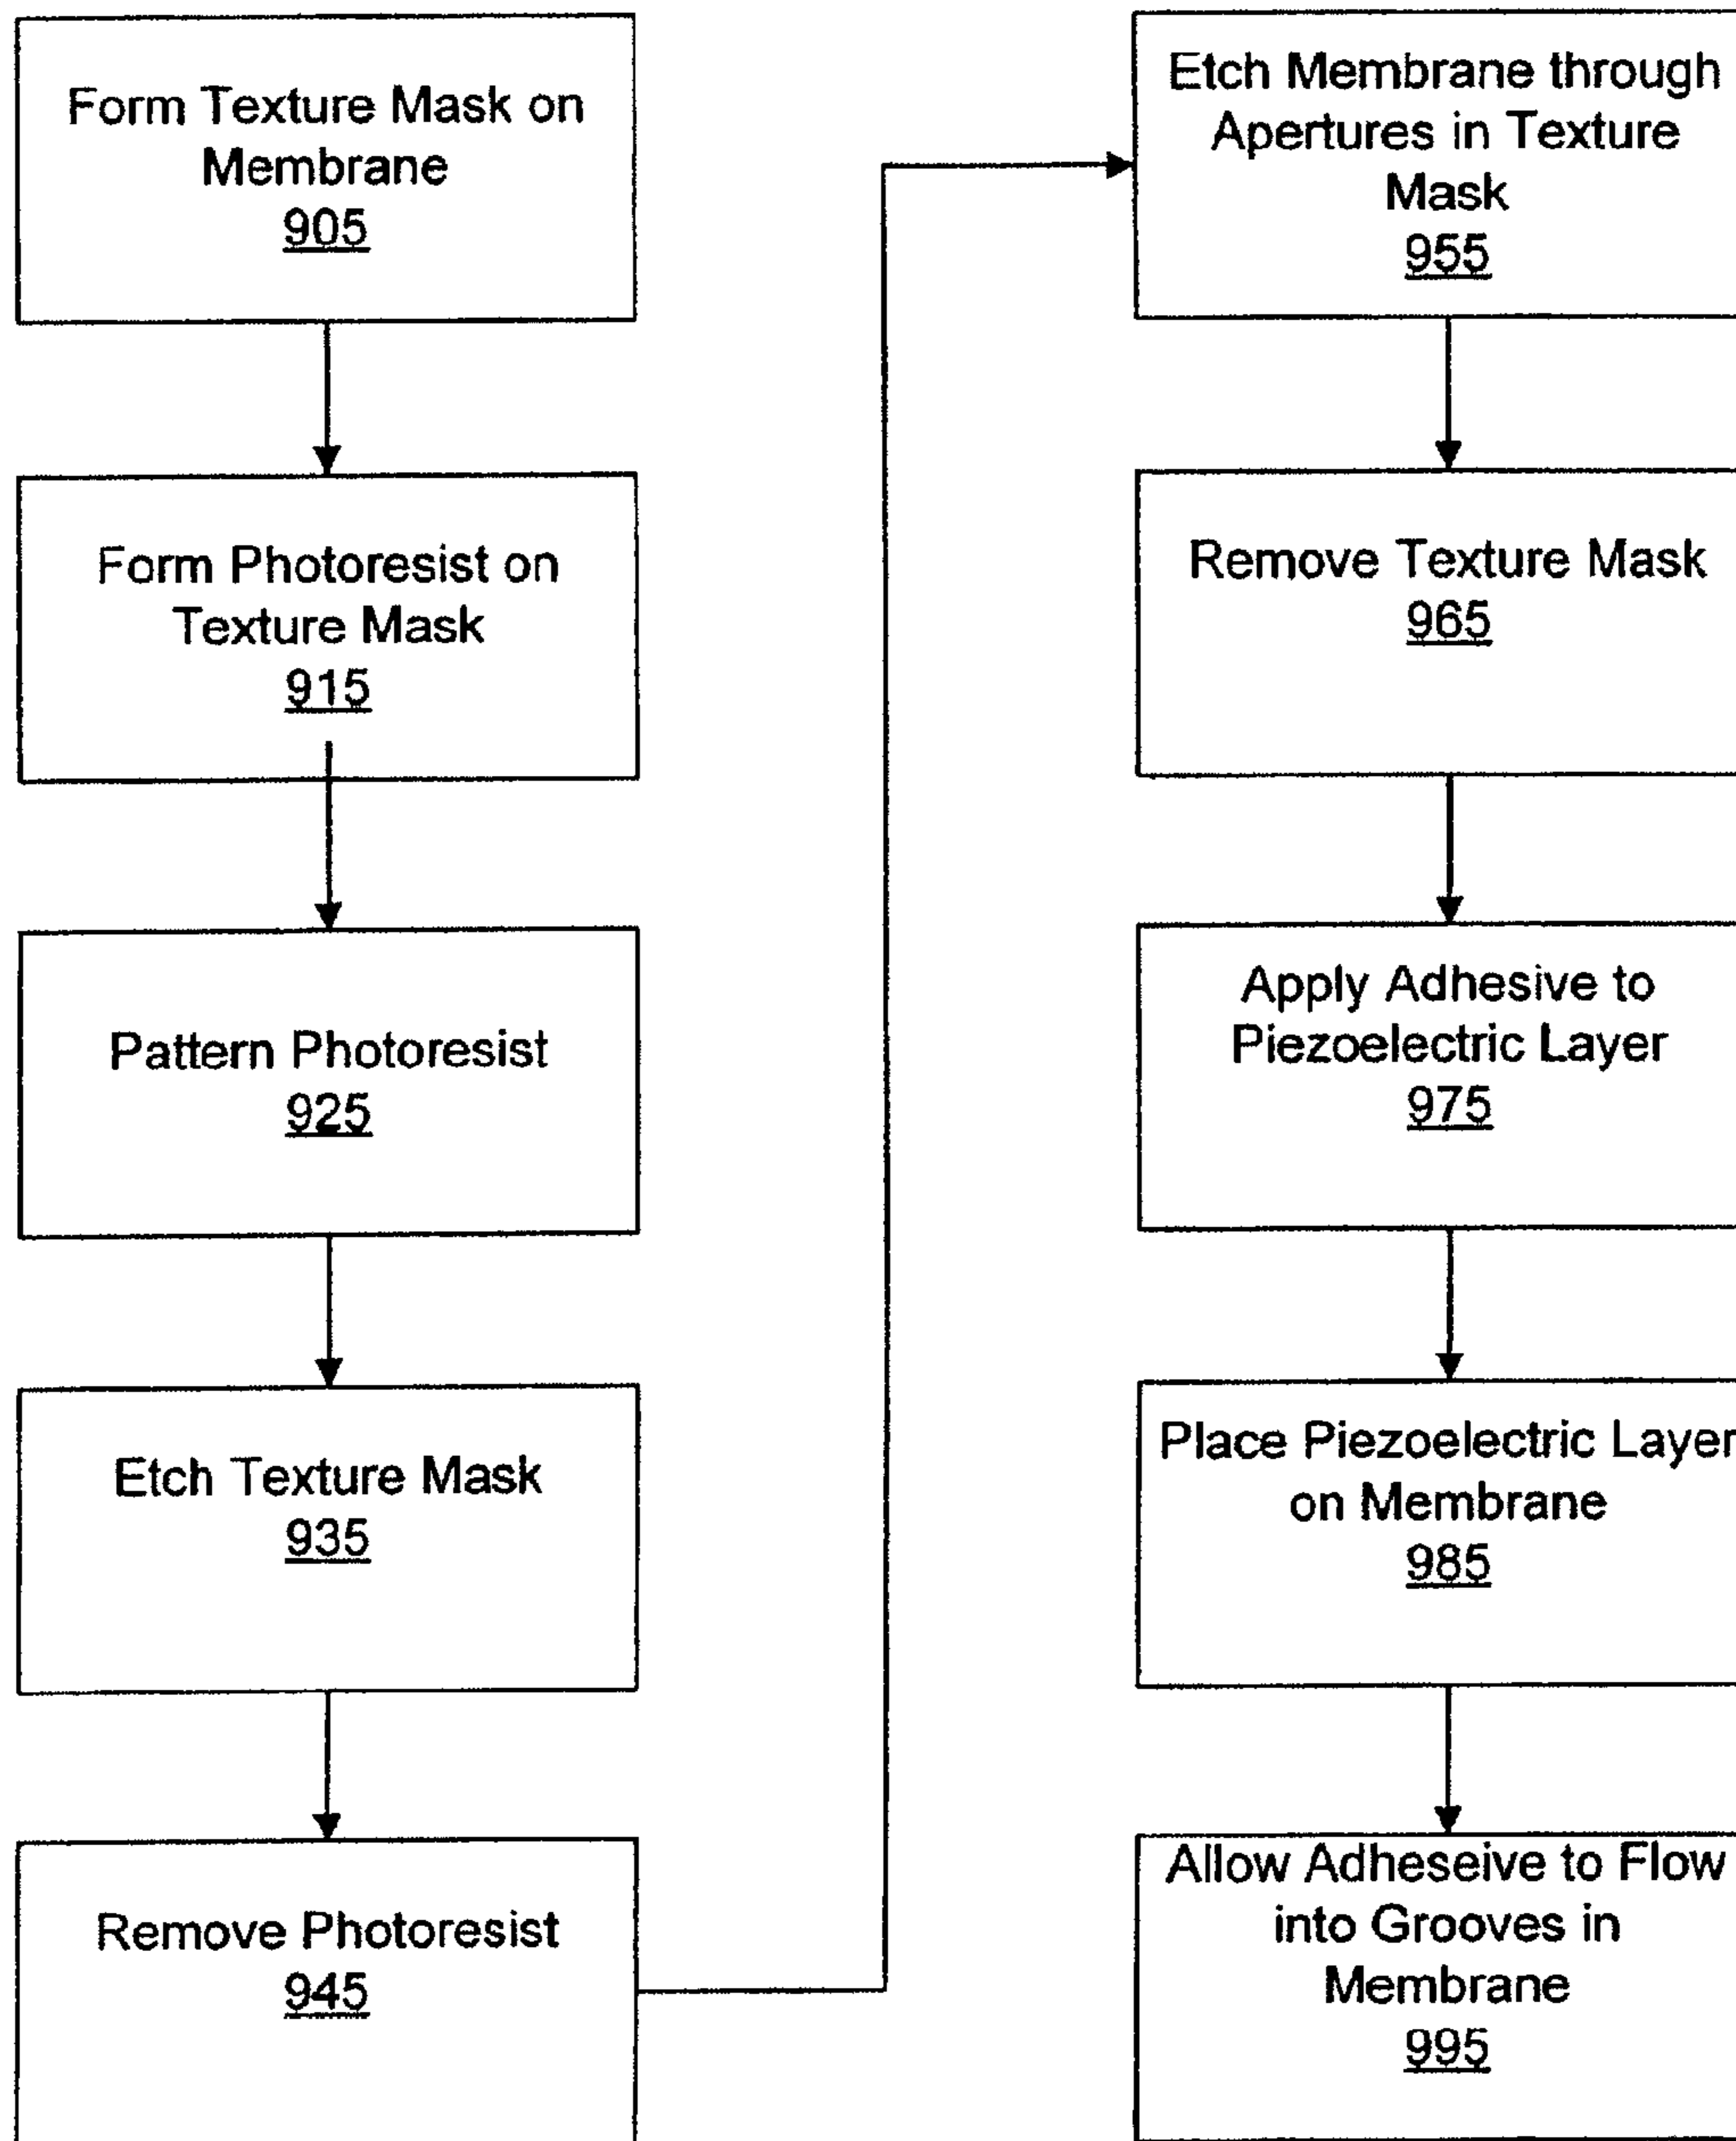 Form Texture Mask on
Membrane
905
Form Photoresist on
Texture Mask
915
Pattern Photoresist
925
Etch Texture Mask
935
Remove Photoresist
945
Etch Membrane through
Apertures in Texture
Mask
955
Remove Texture Mask
965
Apply Adhesive to
Piezoelectric Layer
975
Place Piezoelectric Layer
on Membrane
985
Allow Adheseive to Flow
into Grooves in
Membrane
995